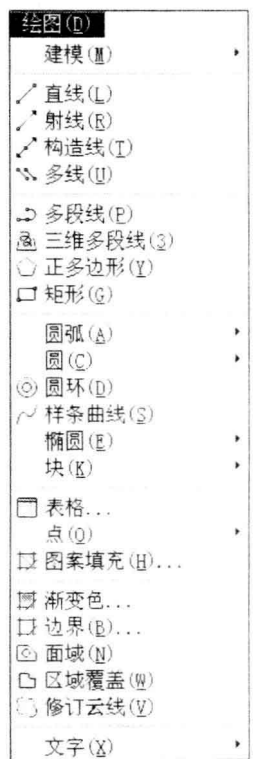 绘图(D)
建模(M)
直线(L)
射线(R)
构造线(T)
多线(U)
多段线(P)
三维多段线(3)
正多边形(Y)
矩形(G)
圆弧(A)
圆(C)
圆环(D)
样条曲线(S)
椭圆(E)
块(K)
表格...
点(O)
图案填充(H)...
渐变色...
边界(B)...
面域(N)
区域覆盖(W)
修订云线(V)
文字(X)